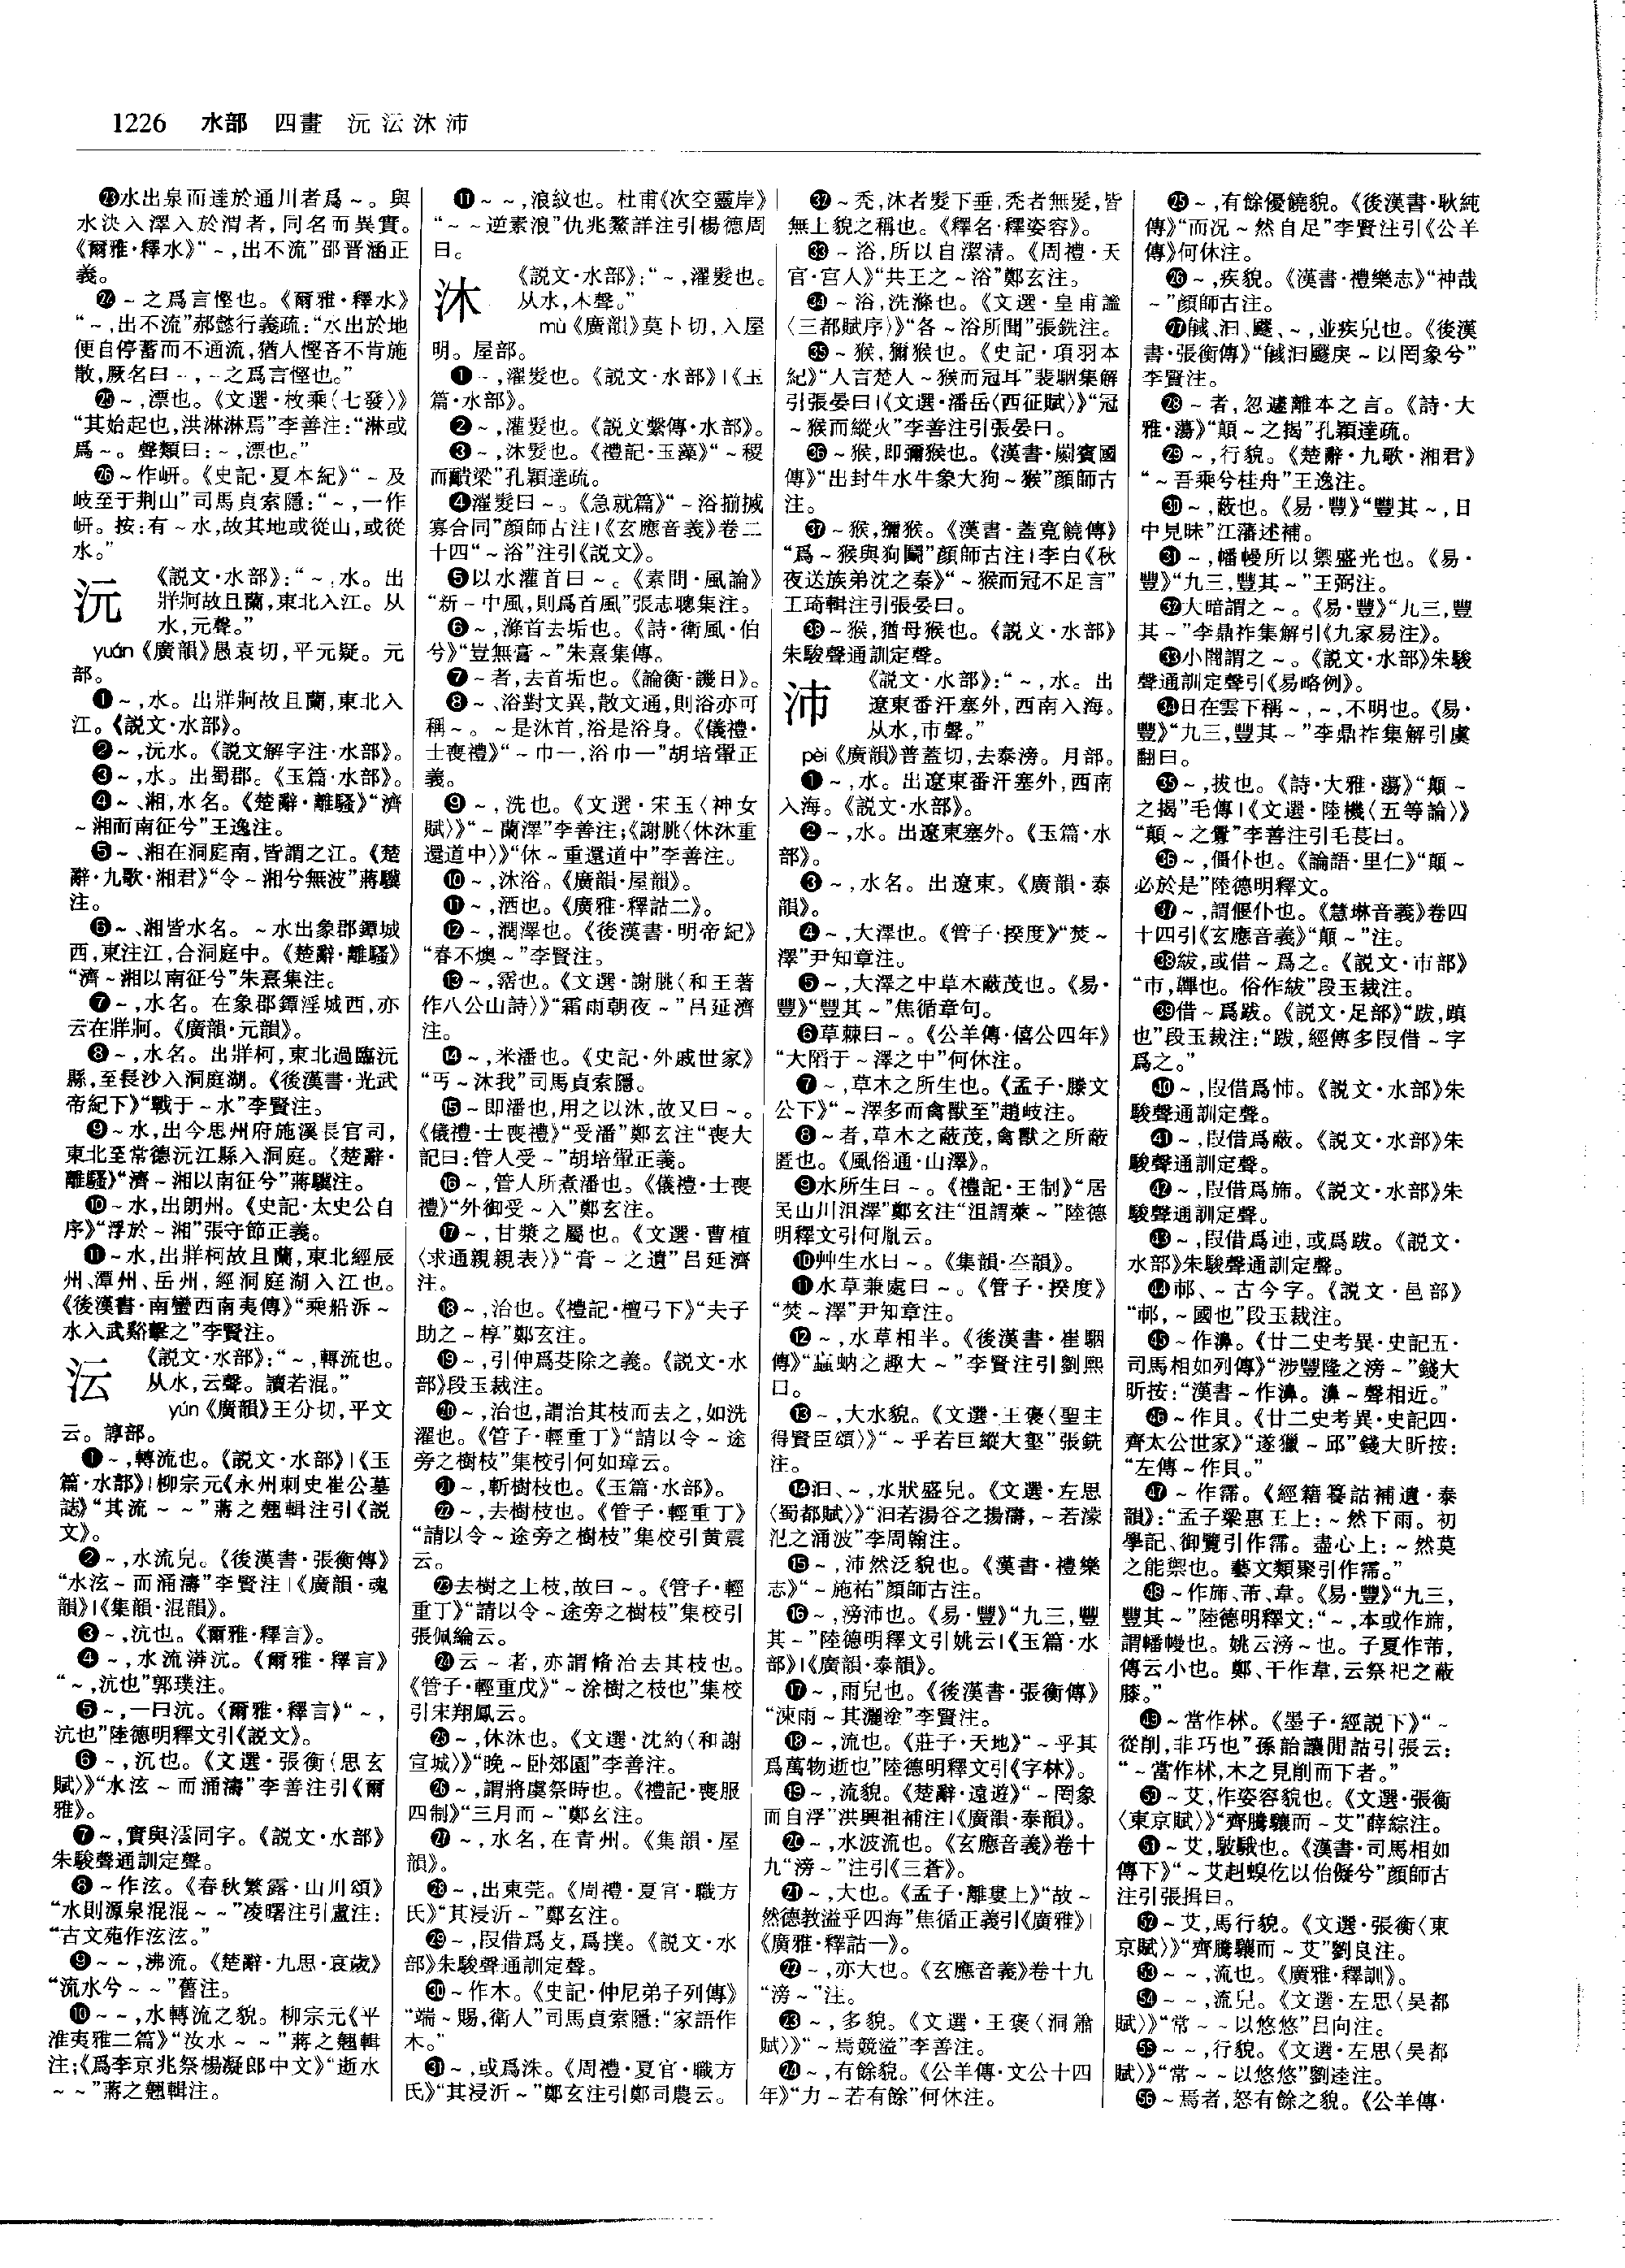 1226 水部 四畫 沅沄沐沛
㉓水出泉而達於通川者爲～。與
水決入澤入於渭者,同名而異實。
《爾雅·釋水》“～,出不流”邵晋涵正
義。
㉔～之爲言慳也。《爾雅·釋水》
“～,出不流”郝懿行義疏:“水出於地
便自停蓄而不通流,猶人慳吝不肯施
散,厥名曰～,～之爲言慳也。”
㉕～,漂也。《文選·枚乘〈七發〉》
“其始起也,洪淋淋焉”李善注:“淋或
爲～。聲類曰:～,漂也。”
㉖～作岍。《史記·夏本紀》“～及
岐至于荆山”司馬貞索隱:“～,一作
岍。按:有～水,故其地或從山,或從
水。”
沅 《説文·水部》:“～,水。出
牂牁故且蘭,東北入江。从
水,元聲。”
yuán《廣韻》愚袁切,平元疑。元
部。
❶～,水。出牂牁故且蘭,東北入
江。《説文·水部》。
❷～,沅水。《説文解字注·水部》。
❸～,水。出蜀郡。《玉篇·水部》。
❹～、湘,水名。《楚辭·離騷》“濟
～湘而南征兮”王逸注。
❺～、湘在洞庭南,皆謂之江。《楚
辭·九歌·湘君》“令～湘兮無波”蔣驥
注。
❻～、湘皆水名。～水出象郡鐔城
西,東注江,合洞庭中。《楚辭·離騷》
“濟～湘以南征兮”朱熹集注。
❼～,水名。在象郡鐔淫城西,亦
云在牂牁。《廣韻·元韻》。
❽～,水名。出牂柯,東北過臨沅
縣,至長沙入洞庭湖。《後漢書·光武
帝紀下》“戰于～水”李賢注。
❾～水,出今思州府施溪長官司,
東北至常德沅江縣入洞庭。《楚辭·
離騷》“濟～湘以南征兮”蔣驥注。
❿～水,出朗州。《史記·太史公自
序》“浮於～湘”張守節正義。
⓫～水,出牂柯故且蘭,東北經辰
州、潭州、岳州,經洞庭湖入江也。
《後漢書·南蠻西南夷傳》“乘船泝～
水入武谿擊之”李賢注。
沄 《説文·水部》:“～,轉流也。
从水,云聲。讀若混。”
yún《廣韻》王分切,平文
云。諄部。
❶～,轉流也。《説文·水部》|《玉
篇·水部》|柳宗元《永州刺史崔公墓
誌》“其流～～”蔣之翹輯注引《説
文》。
❷～,水流皃。《後漢書·張衡傳》
“水泫～而涌濤”李賢注|《廣韻·魂
韻》|《集韻·混韻》。
❸～,沆也。《爾雅·釋言》。
❹～,水流漭沆。《爾雅·釋言》
“～,沆也”郭璞注。
❺～,一曰沆。《爾雅·釋言》“～,
沆也”陸德明釋文引《説文》。
❻～,沉也。《文選·張衡〈思玄
賦〉》“水泫～而涌濤”李善注引《爾
雅》。
❼～,實與澐同字。《説文·水部》
朱駿聲通訓定聲。
❽～作泫。《春秋繁露·山川頌》
“水則源泉混混～～”凌曙注引盧注:
“古文苑作泫泫。”
❾～～,沸流。《楚辭·九思·哀歲》
“流水兮～～”舊注。
❿～～,水轉流之貌。柳宗元《平
淮夷雅二篇》“汝水～～”蔣之翹輯
注;《爲李京兆祭楊凝郎中文》“逝水
～～”蔣之翹輯注。
⓫～～,浪紋也。杜甫《次空靈岸》
“～～逆素浪”仇兆鰲詳注引楊德周
曰。
沐 《説文·水部》:“～,濯髮也。
从水,木聲。”
mù《廣韻》莫卜切,入屋
明。屋部。
❶～,濯髮也。《説文·水部》|《玉
篇·水部》。
❷～,灌髮也。《説文繫傳·水部》。
❸～,沐髮也。《禮記·玉藻》“～稷
而靧粱”孔穎達疏。
❹濯髮曰～。《急就篇》“～浴揃搣
寡合同”顏師古注|《玄應音義》卷二
十四“～浴”注引《説文》。
❺以水灌首曰～。《素問·風論》
“新～中風,則爲首風”張志聰集注。
❻～,滌首去垢也。《詩·衛風·伯
兮》“豈無膏～”朱熹集傳。
❼～者,去首垢也。《論衡·譏日》。
❽～、浴對文異,散文通,則浴亦可
稱～。～是沐首,浴是浴身。《儀禮·
士喪禮》“～巾一,浴巾一”胡培翬正
義。
❾～,洗也。《文選·宋玉〈神女
賦〉》“～蘭澤”李善注;《謝朓〈休沐重
還道中〉》“休～重還道中”李善注。
❿～,沐浴。《廣韻·屋韻》。
⓫～,洒也。《廣雅·釋詁二》。
⓬～,潤澤也。《後漢書·明帝紀》
“春不燠～”李賢注。
⓭～,霑也。《文選·謝朓〈和王著
作八公山詩〉》“霜雨朝夜～”吕延濟
注。
⓮～,米潘也。《史記·外戚世家》
“丐～沐我”司馬貞索隱。
⓯～即潘也,用之以沐,故又曰～。
《儀禮·士喪禮》“受潘”鄭玄注“喪大
記曰:管人受～”胡培翬正義。
⓰～,管人所煮潘也。《儀禮·士喪
禮》“外御受～入”鄭玄注。
⓱～,甘漿之屬也。《文選·曹植
〈求通親親表〉》“膏～之遺”吕延濟
注。
⓲～,治也。《禮記·檀弓下》“夫子
助之～椁”鄭玄注。
⓳～,引伸爲芟除之義。《説文·水
部》段玉裁注。
⓴～,治也,謂治其枝而去之,如洗
濯也。《管子·輕重丁》“請以令～途
旁之樹枝”集校引何如璋云。
㉑～,斬樹枝也。《玉篇·水部》。
㉒～,去樹枝也。《管子·輕重丁》
“請以令～途旁之樹枝”集校引黄震
云。
㉓去樹之上枝,故曰～。《管子·輕
重丁》“請以令～途旁之樹枝”集校引
張佩綸云。
㉔云～者,亦謂脩治去其枝也。
《管子·輕重戊》“～涂樹之枝也”集校
引宋翔鳳云。
㉕～,休沐也。《文選·沈約〈和謝
宣城〉》“晚～卧郊園”李善注。
㉖～,謂將虞祭時也。《禮記·喪服
四制》“三月而～”鄭玄注。
㉗～,水名,在青州。《集韻·屋
韻》。
㉘～,出東莞。《周禮·夏官·職方
氏》“其浸沂～”鄭玄注。
㉙～,叚借爲攴,爲撲。《説文·水
部》朱駿聲通訓定聲。
㉚～作木。《史記·仲尼弟子列傳》
“端～賜,衛人”司馬貞索隱:“家語作
木。”
㉛～,或爲洙。《周禮·夏官·職方
氏》“其浸沂～”鄭玄注引鄭司農云。
㉜～秃,沐者髮下垂,秃者無髮,皆
無上貌之稱也。《釋名·釋姿容》。
㉝～浴,所以自潔清。《周禮·天
官·宫人》“共王之～浴”鄭玄注。
㉞～浴,洗滌也。《文選·皇甫謐
〈三都賦序〉》“各～浴所聞”張銑注。
㉟～猴,獼猴也。《史記·項羽本
紀》“人言楚人～猴而冠耳”裴駰集解
引張晏曰|《文選·潘岳〈西征賦〉》“冠
～猴而縱火”李善注引張晏曰。
㊱～猴,即彌猴也。《漢書·罽賓國
傳》“出封牛水牛象大狗～猴”顏師古
注。
㊲～猴,獼猴。《漢書·蓋寬饒傳》
“爲～猴與狗鬭”顏師古注|李白《秋
夜送族弟沈之秦》“～猴而冠不足言”
王琦輯注引張晏曰。
㊳～猴,猶母猴也。《説文·水部》
朱駿聲通訓定聲。
沛 《説文·水部》:“～,水。出
遼東番汗塞外,西南入海。
从水,巿聲。”
pèi《廣韻》普蓋切,去泰滂。月部。
❶～,水。出遼東番汗塞外,西南
入海。《説文·水部》。
❷～,水。出遼東塞外。《玉篇·水
部》。
❸～,水名。出遼東。《廣韻·泰
韻》。
❹～,大澤也。《管子·揆度》“焚～
澤”尹知章注。
❺～,大澤之中草木蔽茂也。《易·
豐》“豐其～”焦循章句。
❻草棘曰～。《公羊傳·僖公四年》
“大陷于～澤之中”何休注。
❼～,草木之所生也。《孟子·滕文
公下》“～澤多而禽獸至”趙岐注。
❽～者,草木之蔽茂,禽獸之所蔽
匿也。《風俗通·山澤》。
❾水所生曰～。《禮記·王制》“居
民山川沮澤”鄭玄注“沮謂萊～”陸德
明釋文引何胤云。
❿艸生水曰～。《集韻·夳韻》。
⓫水草兼處曰～。《管子·揆度》
“焚～澤”尹知章注。
⓬～,水草相半。《後漢書·崔駰
傳》“蝱蚋之趣大～”李賢注引劉熙
曰。
⓭～,大水貌。《文選·王褒〈聖主
得賢臣頌〉》“～乎若巨縱大壑”張銑
注。
⓮汩、～,水狀盛皃。《文選·左思
〈蜀都賦〉》“汩若湯谷之揚濤,～若濛
汜之涌波”李周翰注。
⓯～,沛然泛貌也。《漢書·禮樂
志》“～施祐”顏師古注。
⓰～,滂沛也。《易·豐》“九三,豐
其～”陸德明釋文引姚云|《玉篇·水
部》|《廣韻·泰韻》。
⓱～,雨皃也。《後漢書·張衡傳》
“涷雨～其灑塗”李賢注。
⓲～,流也。《莊子·天地》“～乎其
爲萬物逝也”陸德明釋文引《字林》。
⓳～,流貌。《楚辭·遠遊》“～罔象
而自浮”洪興祖補注|《廣韻·泰韻》。
⓴～,水波流也。《玄應音義》卷十
九“滂～”注引《三蒼》。
㉑～,大也。《孟子·離婁上》“故～
然德教溢乎四海”焦循正義引《廣雅》|
《廣雅·釋詁一》。
㉒～,亦大也。《玄應音義》卷十九
“滂～”注。
㉓～,多貌。《文選·王褒〈洞簫
賦〉》“～焉競溢”李善注。
㉔～,有餘貌。《公羊傳·文公十四
年》“力～若有餘”何休注。
㉕～,有餘優饒貌。《後漢書·耿純
傳》“而况～然自足”李賢注引《公羊
傳》何休注。
㉖～,疾貌。《漢書·禮樂志》“神哉
～”顏師古注。
㉗䬍、汩、飂、～,並疾皃也。《後漢
書·張衡傳》“䬍汩飂戾～以罔象兮”
李賢注。
㉘～者,忽遽離本之言。《詩·大
雅·蕩》“顛～之揭”孔穎達疏。
㉙～,行貌。《楚辭·九歌·湘君》
“～吾乘兮桂舟”王逸注。
㉚～,蔽也。《易·豐》“豐其～,日
中見昧”江藩述補。
㉛～,幡幔所以禦盛光也。《易·
豐》“九三,豐其～”王弼注。
㉜大暗謂之～。《易·豐》“九三,豐
其～”李鼎祚集解引《九家易注》。
㉝小闇謂之～。《説文·水部》朱駿
聲通訓定聲引《易略例》。
㉞日在雲下稱～,～,不明也。《易·
豐》“九三,豐其～”李鼎祚集解引虞
翻曰。
㉟～,拔也。《詩·大雅·蕩》“顛～
之揭”毛傳|《文選·陸機〈五等論〉》
“顛～之釁”李善注引毛萇曰。
㊱～,僵仆也。《論語·里仁》“顛～
必於是”陸德明釋文。
㊲～,謂偃仆也。《慧琳音義》卷四
十四引《玄應音義》“顛～”注。
㊳紱,或借～爲之。《説文·巿部》
“巿,韠也。俗作紱”段玉裁注。
㊴借～爲跋。《説文·足部》“跋,蹎
也”段玉裁注:“跋,經傳多叚借～字
爲之。”
㊵～,叚借爲怖。《説文·水部》朱
駿聲通訓定聲。
㊶～,叚借爲蔽。《説文·水部》朱
駿聲通訓定聲。
㊷～,叚借爲旆。《説文·水部》朱
駿聲通訓定聲。
㊸～,叚借爲迣,或爲跋。《説文·
水部》朱駿聲通訓定聲。
㊹䣁、～古今字。《説文·邑部》
“䣁,～國也”段玉裁注。
㊺～作濞。《廿二史考異·史記五·
司馬相如列傳》“涉豐隆之滂～”錢大
昕按:“漢書～作濞。濞～聲相近。”
㊻～作貝。《廿二史考異·史記四·
齊太公世家》“遂獵～邱”錢大昕按:
“左傳～作貝。”
㊼～作霈。《經籍籑詁補遺·泰
韻》:“孟子梁惠王上:～然下雨。初
學記、御覽引作霈。盡心上:～然莫
之能禦也。藝文類聚引作霈。”
㊽～作旆、芾、韋。《易·豐》“九三,
豐其～”陸德明釋文:“～,本或作旆,
謂幡幔也。姚云滂～也。子夏作芾,
傳云小也。鄭、干作韋,云祭祀之蔽
膝。”
㊾～當作林。《墨子·經説下》“～
從削,非巧也”孫詒讓閒詁引張云:
“～當作林,木之見削而下者。”
㊿～艾,作姿容貌也。《文選·張衡
〈東京賦〉》“齊騰驤而～艾”薛綜注。
51～艾,駊騀也。《漢書·司馬相如
傳下》“～艾赳螑仡以佁儗兮”顏師古
注引張揖曰。
52～艾,馬行貌。《文選·張衡〈東
京賦〉》“齊騰驤而～艾”劉良注。
53～～,流也。《廣雅·釋訓》。
54～～,流皃。《文選·左思〈吴都
賦〉》“常～～以悠悠”吕向注。
55～～,行貌。《文選·左思〈吴都
賦〉》“常～～以悠悠”劉逵注。
56～焉者,怒有餘之貌。《公羊傳·